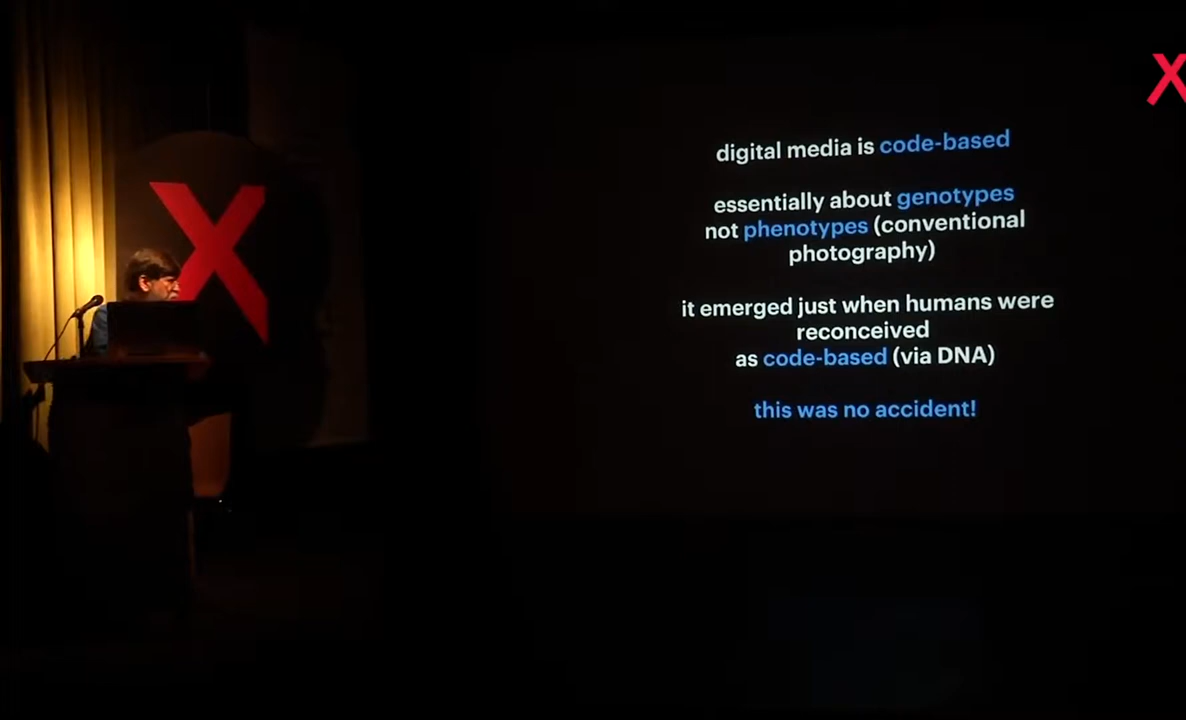 X
X
digital media is code-based
essentially about genotypes
not phenotypes (conventional
photography)
it emerged just when humans were
reconceived
as code-based (via DNA)
this was no accident!